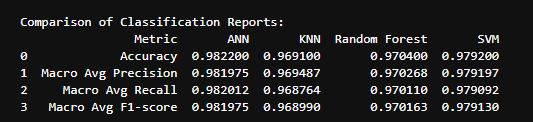 Comparison of Classification Reports:
Metric ANN KNN Random Forest SVM
0 Accuracy 0.982200 0.969100 0.970400 0.979200
1 Macro Avg Precision 0.981975 0.969487 0.970268 0.979197
2 Macro Avg Recall 0.982012 0.968764 0.970110 0.979092
3 Macro Avg F1-score 0.981975 0.968990 0.970163 0.979130